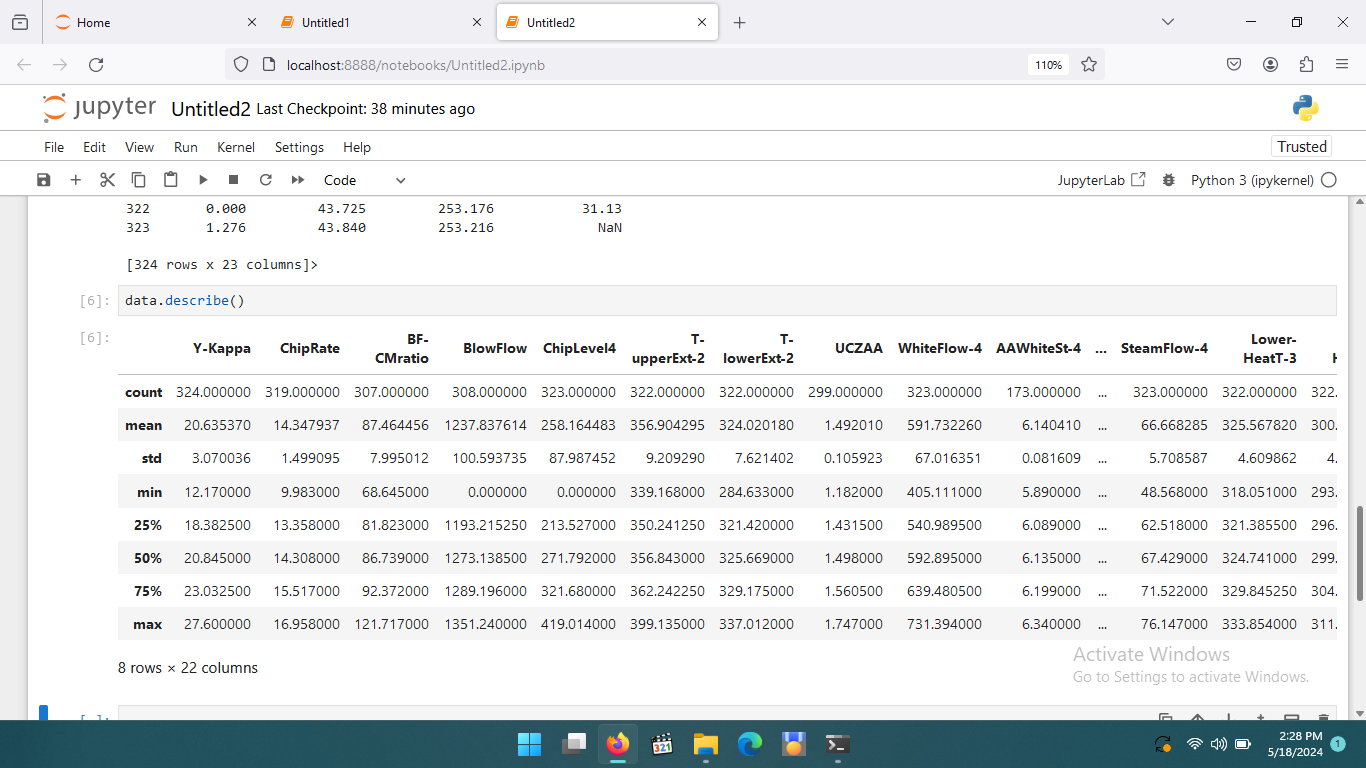 Home
Untitled1
Untitled2
localhost:8888/notebooks/Untitled2.ipynb
110%
jupyter Untitled2 Last Checkpoint: 38 minutes ago
File Edit View Run Kernel Settings Help Trusted
Code JupyterLab Python 3 (ipykernel)
322 0.000 43.725 253.176 31.13
323 1.276 43.840 253.216 NaN
[324 rows x 23 columns]>
[6]: data.describe()
[6]:
Y-Kappa ChipRate BF-CMratio BlowFlow ChipLevel4 T-upperExt-2 T-lowerExt-2 UCZAA WhiteFlow-4 AAWhiteSt-4 ... SteamFlow-4 Lower-HeatT-3
count 324.000000 319.000000 307.000000 308.000000 323.000000 322.000000 322.000000 299.000000 323.000000 173.000000 ... 323.000000 322.000000 322.
mean 20.635370 14.347937 87.464456 1237.837614 258.164483 356.904295 324.020180 1.492010 591.732260 6.140410 ... 66.668285 325.567820 300.
std 3.070036 1.499095 7.995012 100.593735 87.987452 9.209290 7.621402 0.105923 67.016351 0.081609 ... 5.708587 4.609862 4.
min 12.170000 9.983000 68.645000 0.000000 0.000000 339.168000 284.633000 1.182000 405.111000 5.890000 ... 48.568000 318.051000 293.
25% 18.382500 13.358000 81.823000 1193.215250 213.527000 350.241250 321.420000 1.431500 540.989500 6.089000 ... 62.518000 321.385500 296.
50% 20.845000 14.308000 86.739000 1273.138500 271.792000 356.843000 325.669000 1.498000 592.895000 6.135000 ... 67.429000 324.741000 299.
75% 23.032500 15.517000 92.372000 1289.196000 321.680000 362.242250 329.175000 1.560500 639.480500 6.199000 ... 71.522000 329.845250 304.
max 27.600000 16.958000 121.717000 1351.240000 419.014000 399.135000 337.012000 1.747000 731.394000 6.340000 ... 76.147000 333.854000 311.
8 rows × 22 columns
Activate Windows
Go to Settings to activate Windows.
[ ]:
321
2:28 PM
5/18/2024
1